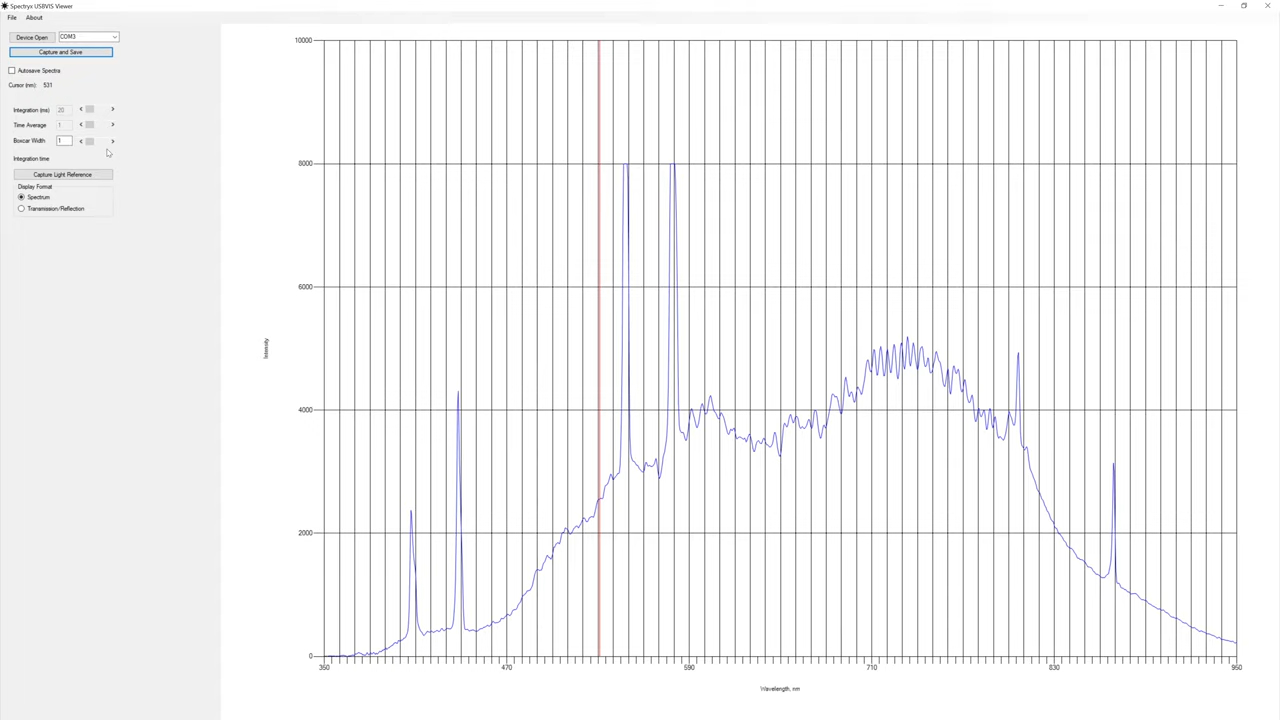 Spectryx USBVIS Viewer
File About
Device Open COM3
Capture and Save
Autosave Spectra
Cursor (nm): 531
Integration (ms) 20
Time Average 1
Boxcar Width 1
Integration time
Capture Light Reference
Display Format
Spectrum
Transmission/Reflection
10000
8000
6000
Intensity
4000
2000
0
350 470 590 710 830 950
Wavelength, nm